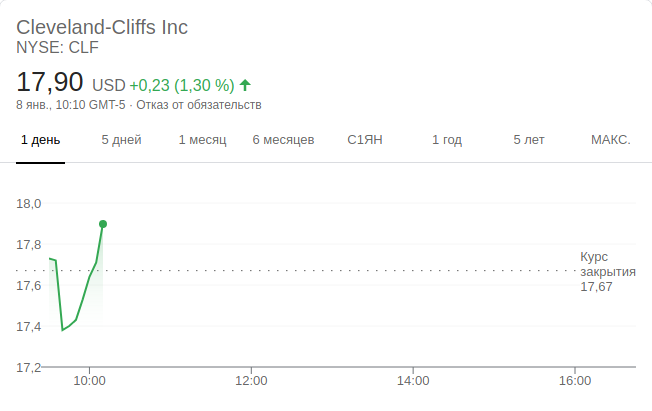 Cleveland-Cliffs Inc
NYSE: CLF
17,90 USD +0,23 (1,30 %)
8 янв., 10:10 GMT-5 · Отказ от обязательств
1 день 5 дней 1 месяц 6 месяцев С1ЯН 1 год 5 лет МАКС.
18,0
17,8
Курс
закрытия
17,67
17,6
17,4
17,2
10:00 12:00 14:00 16:00